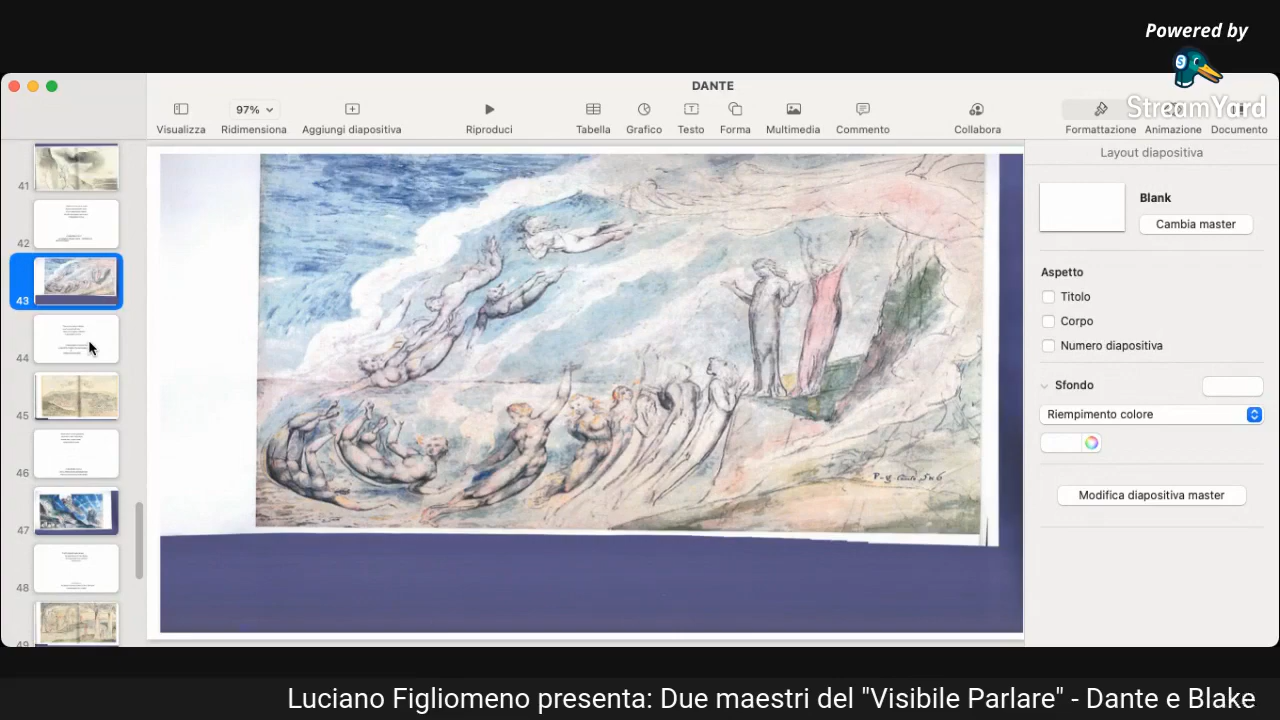 Powered by
StreamYard
DANTE
97%
Visualizza
Ridimensiona
Aggiungi diapositiva
Riproduci
Tabella
Grafico
Testo
Forma
Multimedia
Commento
Collabora
Formattazione
Animazione
Documento
41
42
43
44
45
46
47
48
49
Layout diapositiva
Blank
Cambia master
Aspetto
Titolo
Corpo
Numero diapositiva
Sfondo
Riempimento colore
Modifica diapositiva master
Luciano Figliomeno presenta: Due maestri del "Visibile Parlare" - Dante e Blake